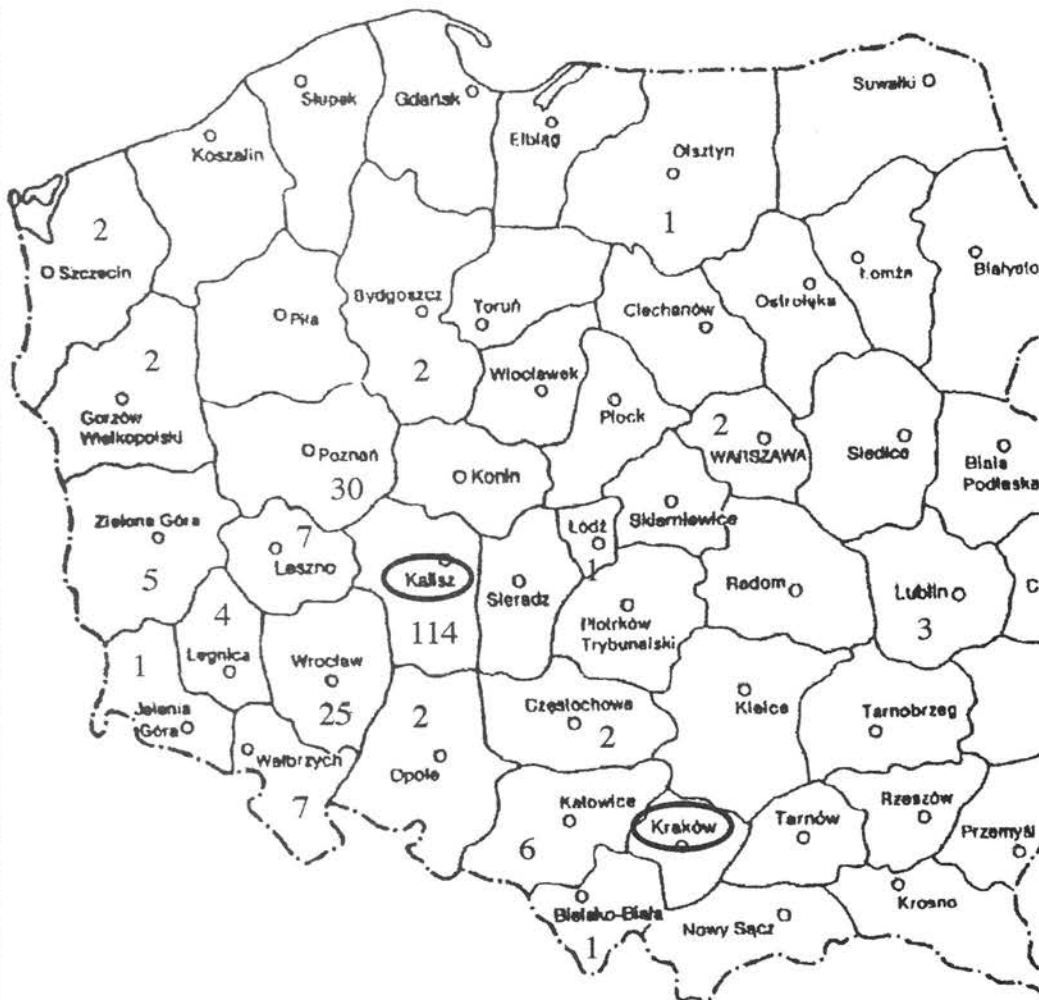 Słupsk
Gdańsk
Suwałki
Koszalin
Elbląg
Olsztyn
1
2
Szczecin
Bydgoszcz
Toruń
Piła
Ciechanów
Ostrołęka
Łomża
Białysto
2
Gorzów
Wielkopolski
2
Włocławek
Płock
2
WARSZAWA
Siedlce
Biała
Podlaska
Poznań
30
Konin
Zielona Góra
5
7
Leszno
Kalisz
114
Sieradz
Łódź
1
Skierniewice
Radom
Lublin
3
C
Piotrków
Trybunalski
4
Legnica
1
Jelenia
Góra
Wrocław
25
Wałbrzych
7
2
Opole
Częstochowa
2
Kielce
Tarnobrzeg
Katowice
6
Kraków
Tarnów
Rzeszów
Przemyśl
Bielsko-Biała
1
Nowy Sącz
Krosno